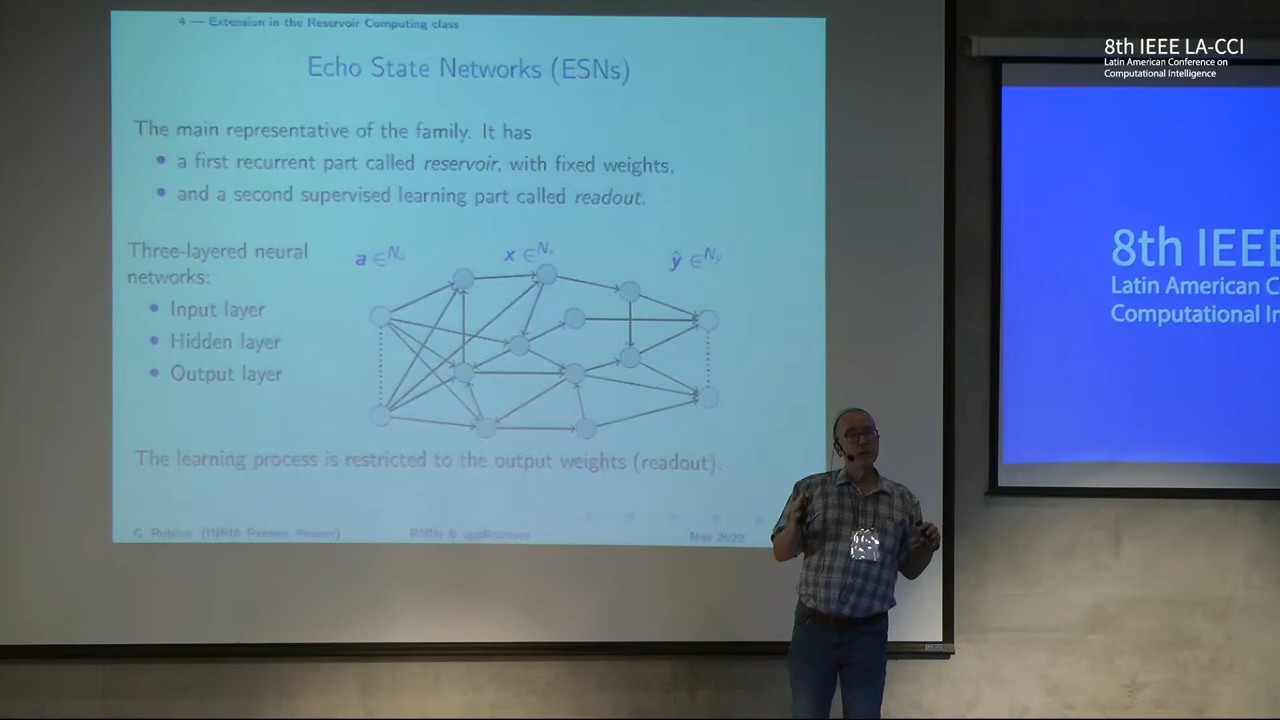 4 — Extension in the Reservoir Computing class
Echo State Networks (ESNs)
The main representative of the family. It has
• a first recurrent part called reservoir, with fixed weights,
• and a second supervised learning part called readout.
Three-layered neural
networks:
• Input layer
• Hidden layer
• Output layer
a ∈
x ∈
ŷ ∈
The learning process is restricted to the output weights (readout).
G. Rubino (INRIA Rennes, France)
RNNs & applications
Nov 2022
8th IEEE LA-CCI
Latin American Conference on
Computational Intelligence
8th IEEE
Latin American C
Computational In